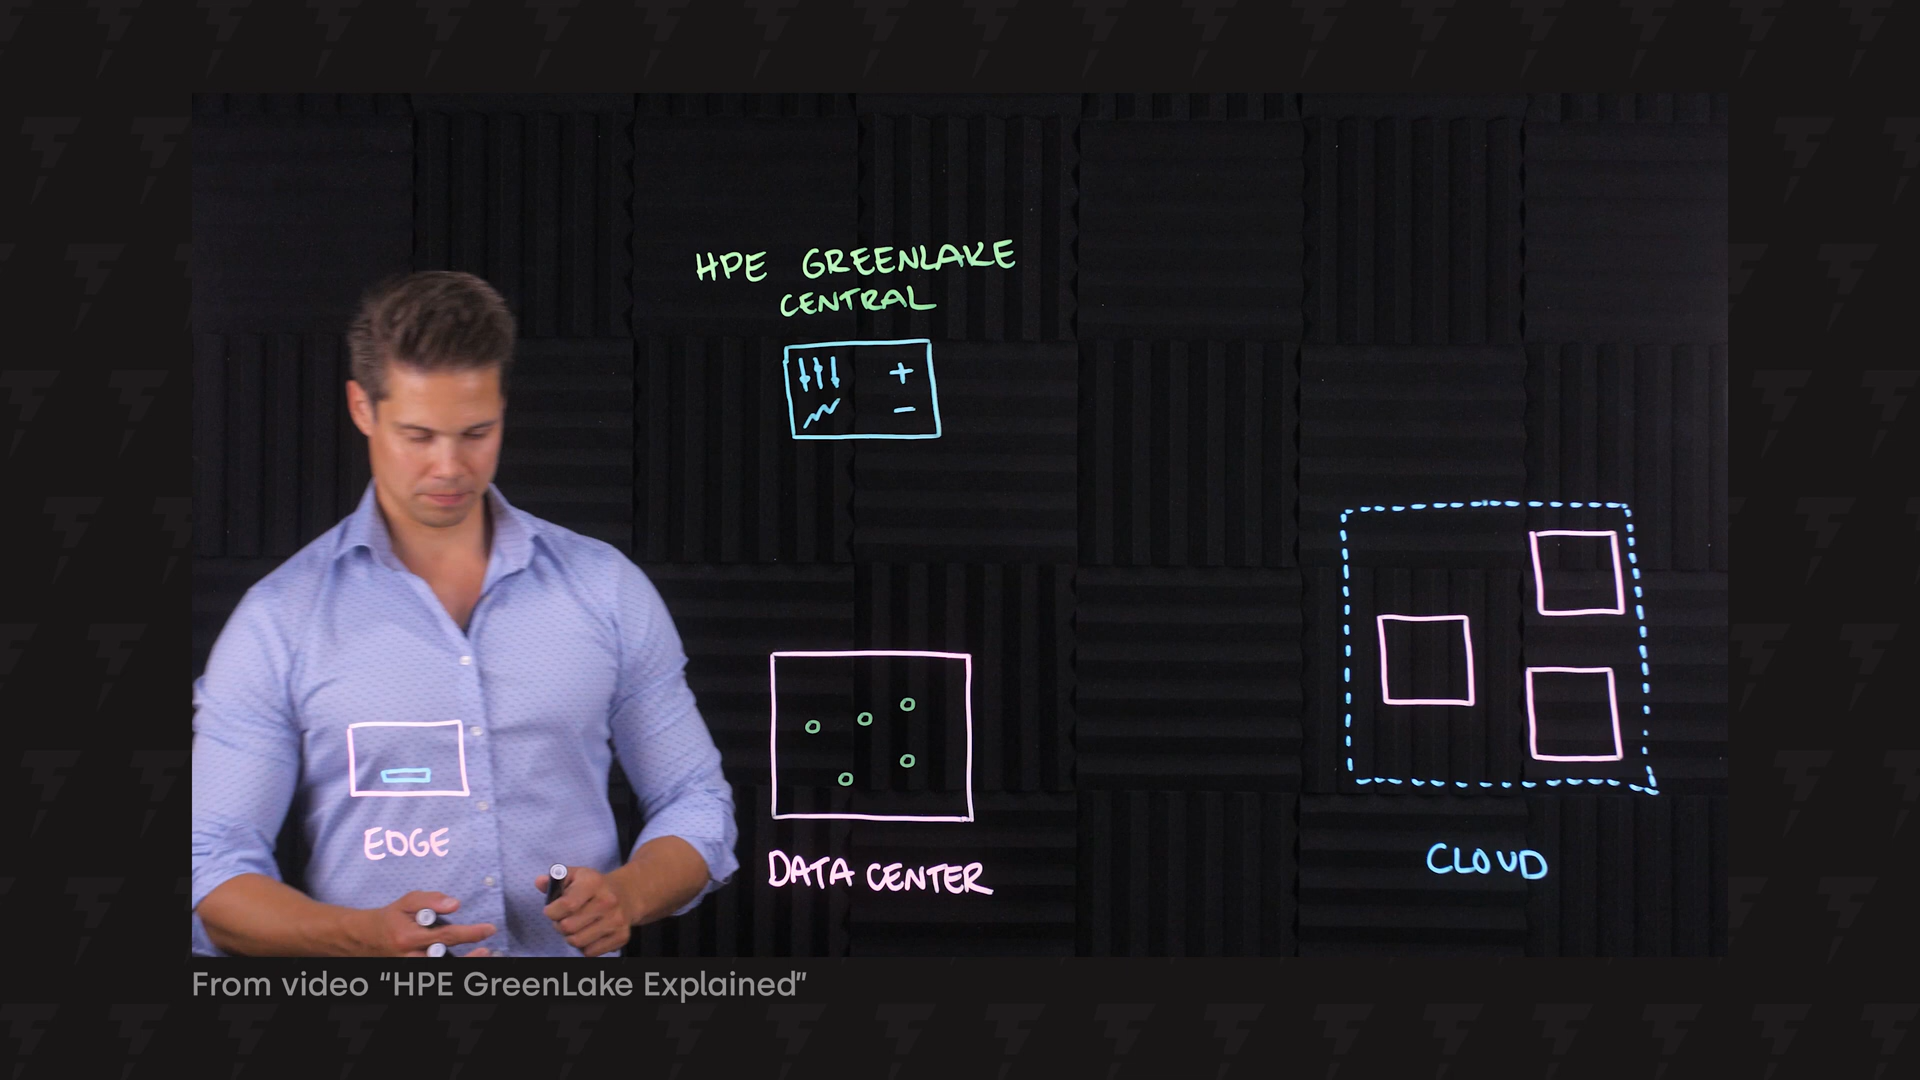 HPE GREENLAKE
CENTRAL
+
-
EDGE
DATA CENTER
CLOUD
From video “HPE GreenLake Explained”